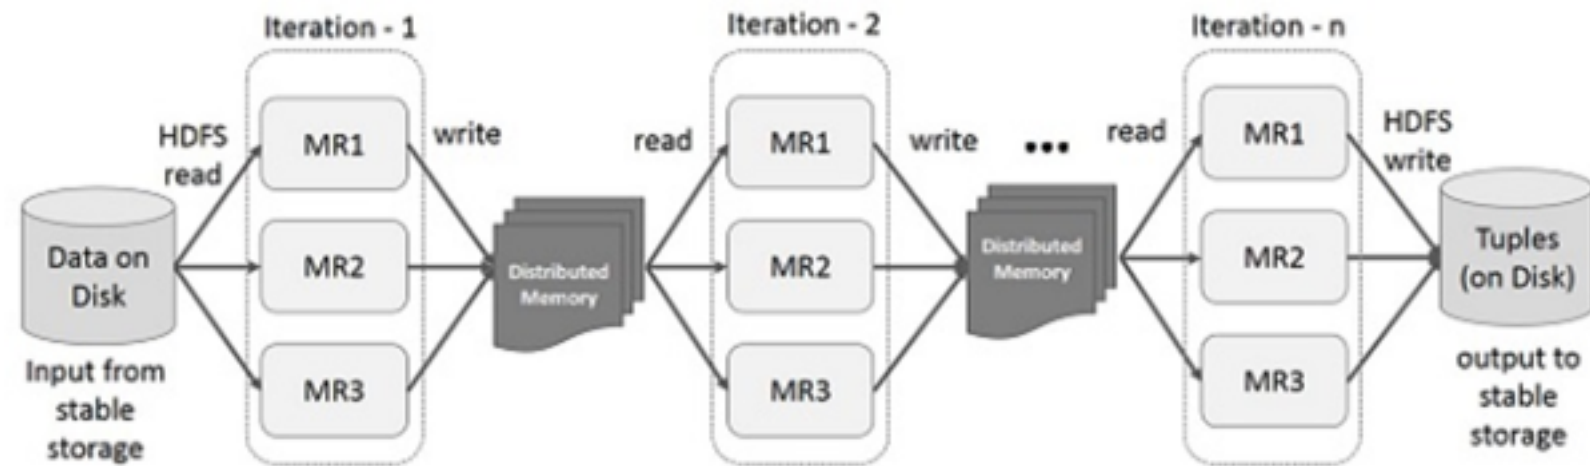 Iteration - 1
Iteration - 2
Iteration - n
HDFS
read
MR1
write
read
MR1
write
...
read
MR1
HDFS
write
Data on
Disk
MR2
Distributed
Memory
MR2
Distributed
Memory
MR2
Tuples
(on Disk)
Input from
stable
storage
MR3
MR3
MR3
output to
stable
storage